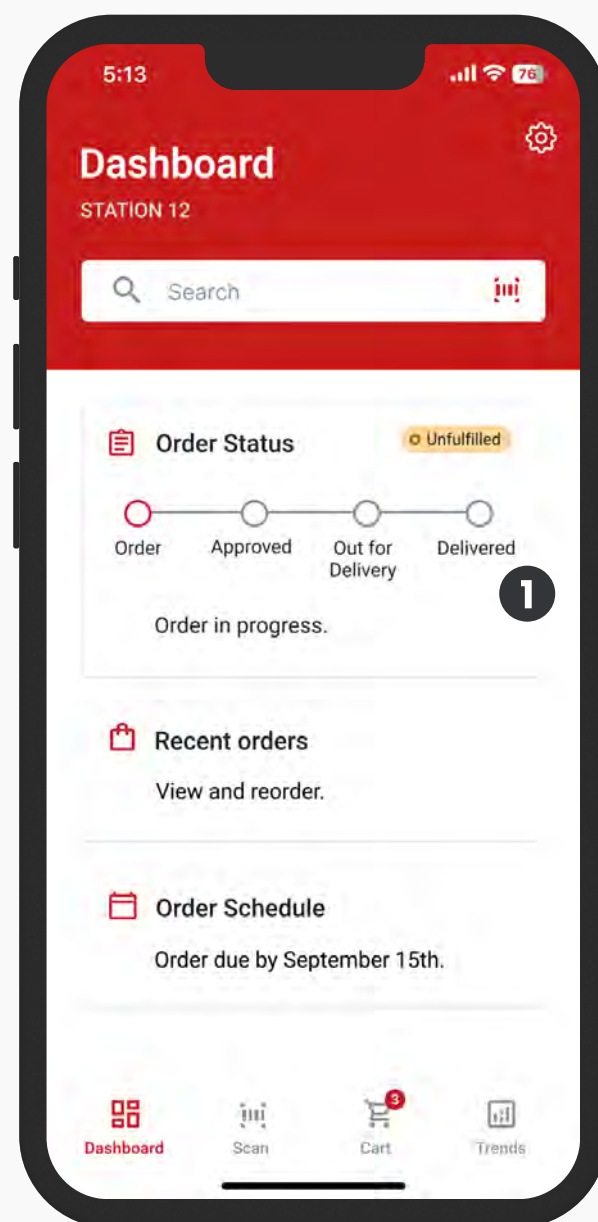 5:13
76
Dashboard
STATION 12
Search
Order Status
Unfulfilled
Order
Approved
Out for
Delivery
Delivered
1
Order in progress.
Recent orders
View and reorder.
Order Schedule
Order due by September 15th.
3
Dashboard
Scan
Cart
Trends